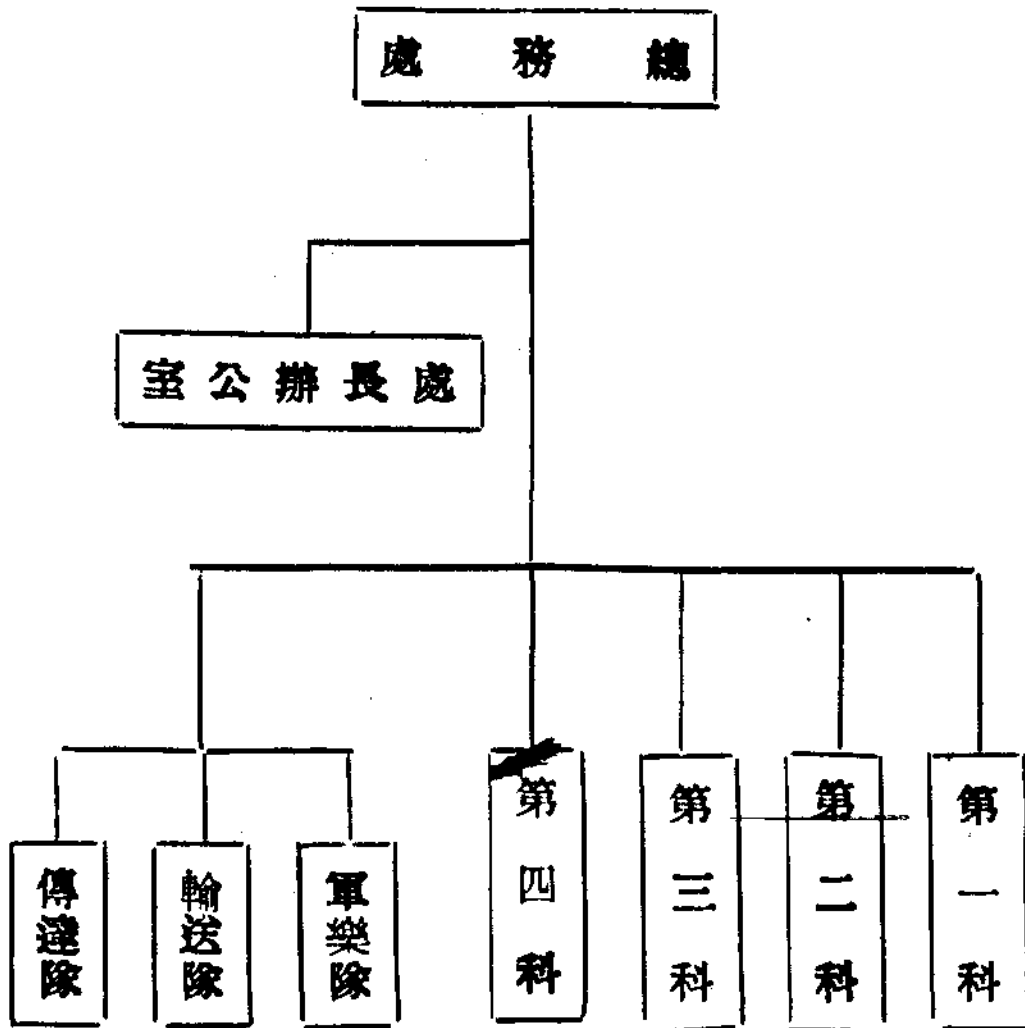 總務處
處長辦公室
第一科
第二科
第三科
第四科
軍樂隊
輸送隊
傳達隊